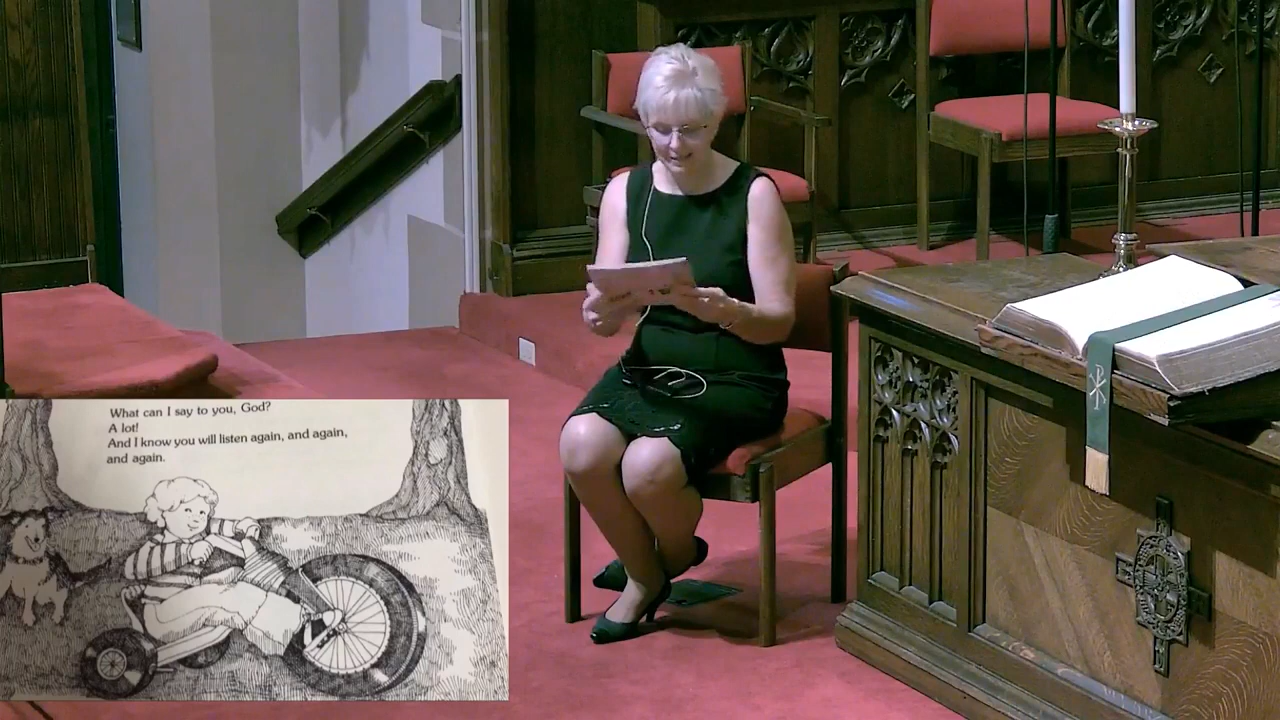 What can I say to you, God?
A lot!
And I know you will listen again, and again,
and again.